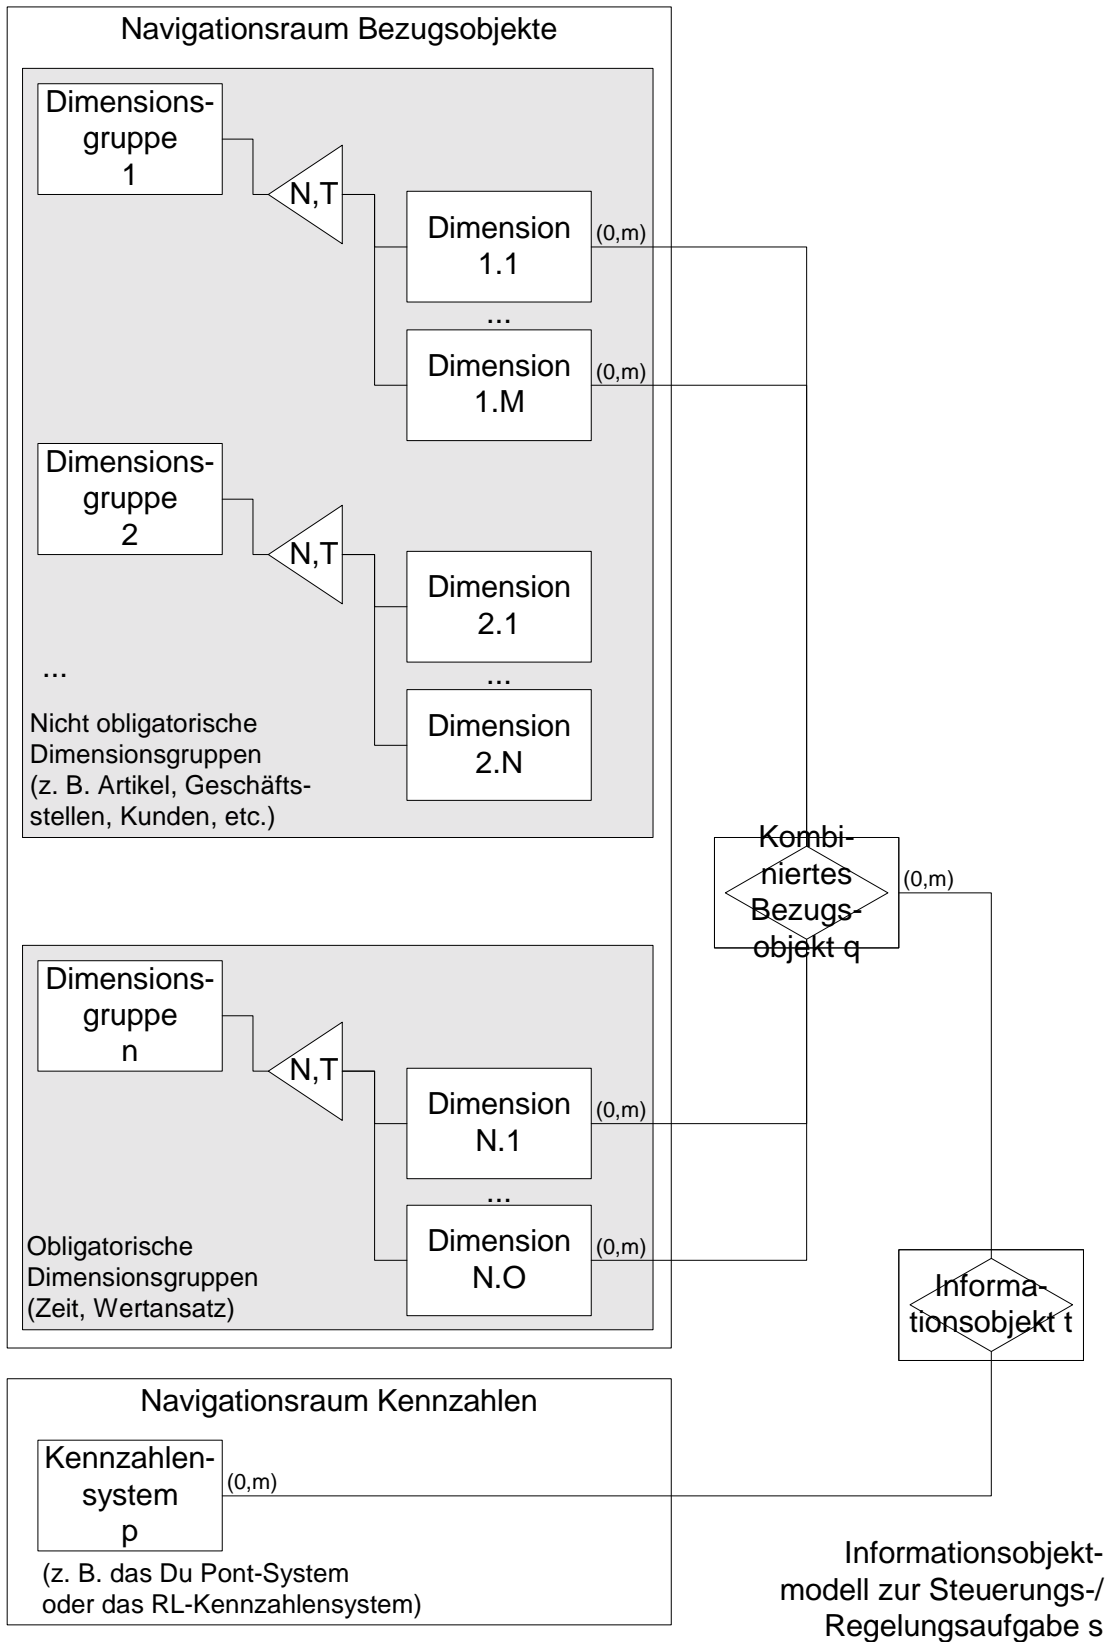 Navigationsraum Bezugsobjekte
Dimensions-
gruppe
1
N,T
Dimension
1.1
(0,m)
...
Dimension
1.M
(0,m)
Dimensions-
gruppe
2
N,T
Dimension
2.1
...
Dimension
2.N
...
Nicht obligatorische
Dimensionsgruppen
(z. B. Artikel, Geschäfts-
stellen, Kunden, etc.)
Kombi-
niertes
Bezugs-
objekt q
(0,m)
Dimensions-
gruppe
n
N,T
Dimension
N.1
(0,m)
...
Dimension
N.O
(0,m)
Obligatorische
Dimensionsgruppen
(Zeit, Wertansatz)
Informa-
tionsobjekt t
Navigationsraum Kennzahlen
Kennzahlen-
system
p
(0,m)
(z. B. das Du Pont-System
oder das RL-Kennzahlensystem)
Informationsobjekt-
modell zur Steuerungs-/
Regelungsaufgabe s